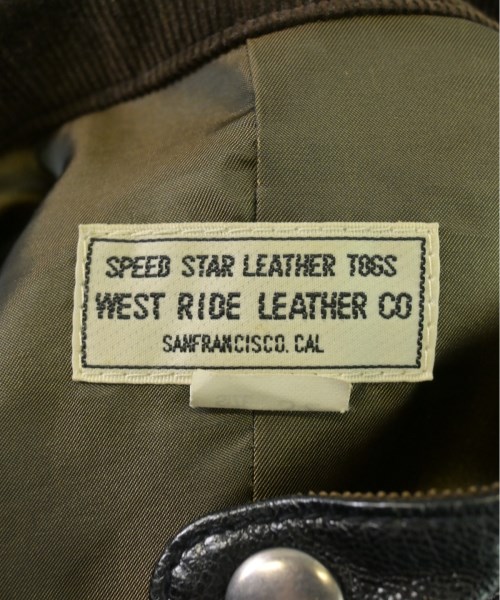 SPEED STAR LEATHER TOGS
WEST RIDE LEATHER CO
SANFRANCISCO. CAL